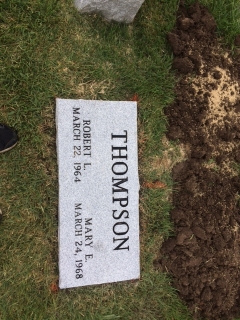 THOMPSON
ROBERT L. MARY E.
MARCH 22, 1964 MARCH 24, 1968